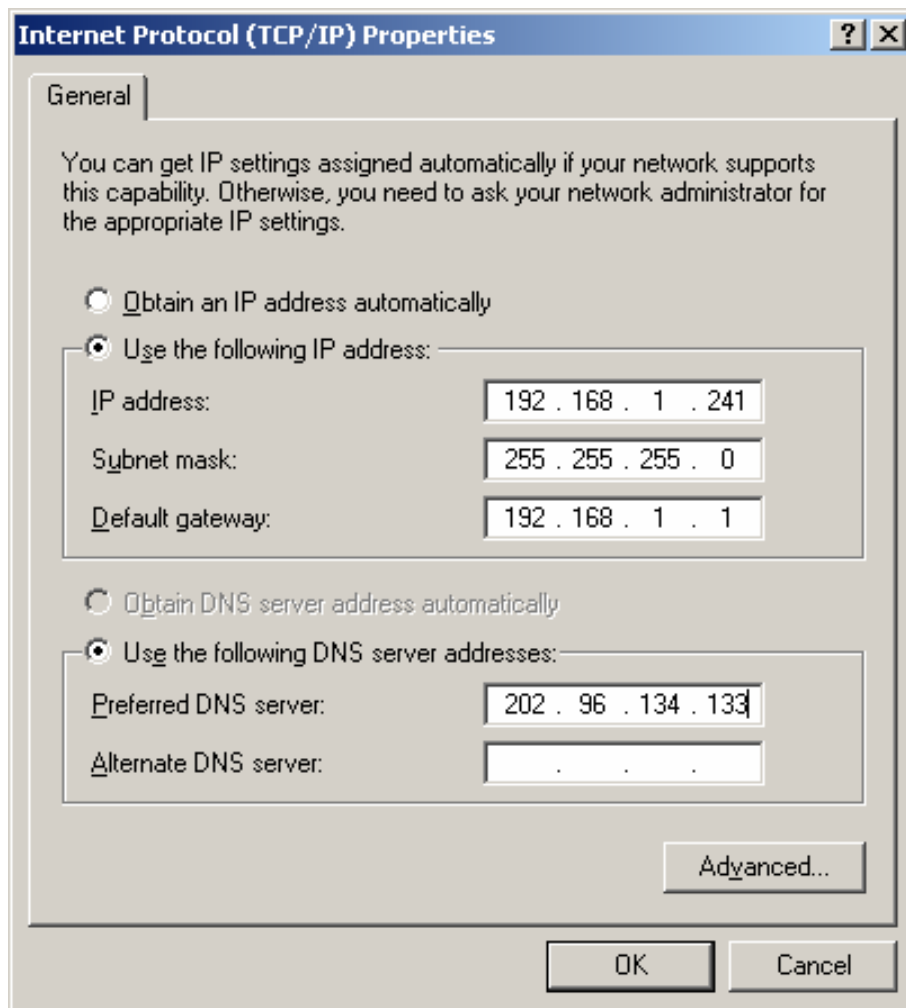 Internet Protocol (TCP/IP) Properties
General
You can get IP settings assigned automatically if your network supports
this capability. Otherwise, you need to ask your network administrator for
the appropriate IP settings.
Obtain an IP address automatically
Use the following IP address:
IP address: 192 . 168 . 1 . 241
Subnet mask: 255 . 255 . 255 . 0
Default gateway: 192 . 168 . 1 . 1
Obtain DNS server address automatically
Use the following DNS server addresses:
Preferred DNS server: 202 . 96 . 134 . 133
Alternate DNS server: . . .
Advanced...
OK Cancel